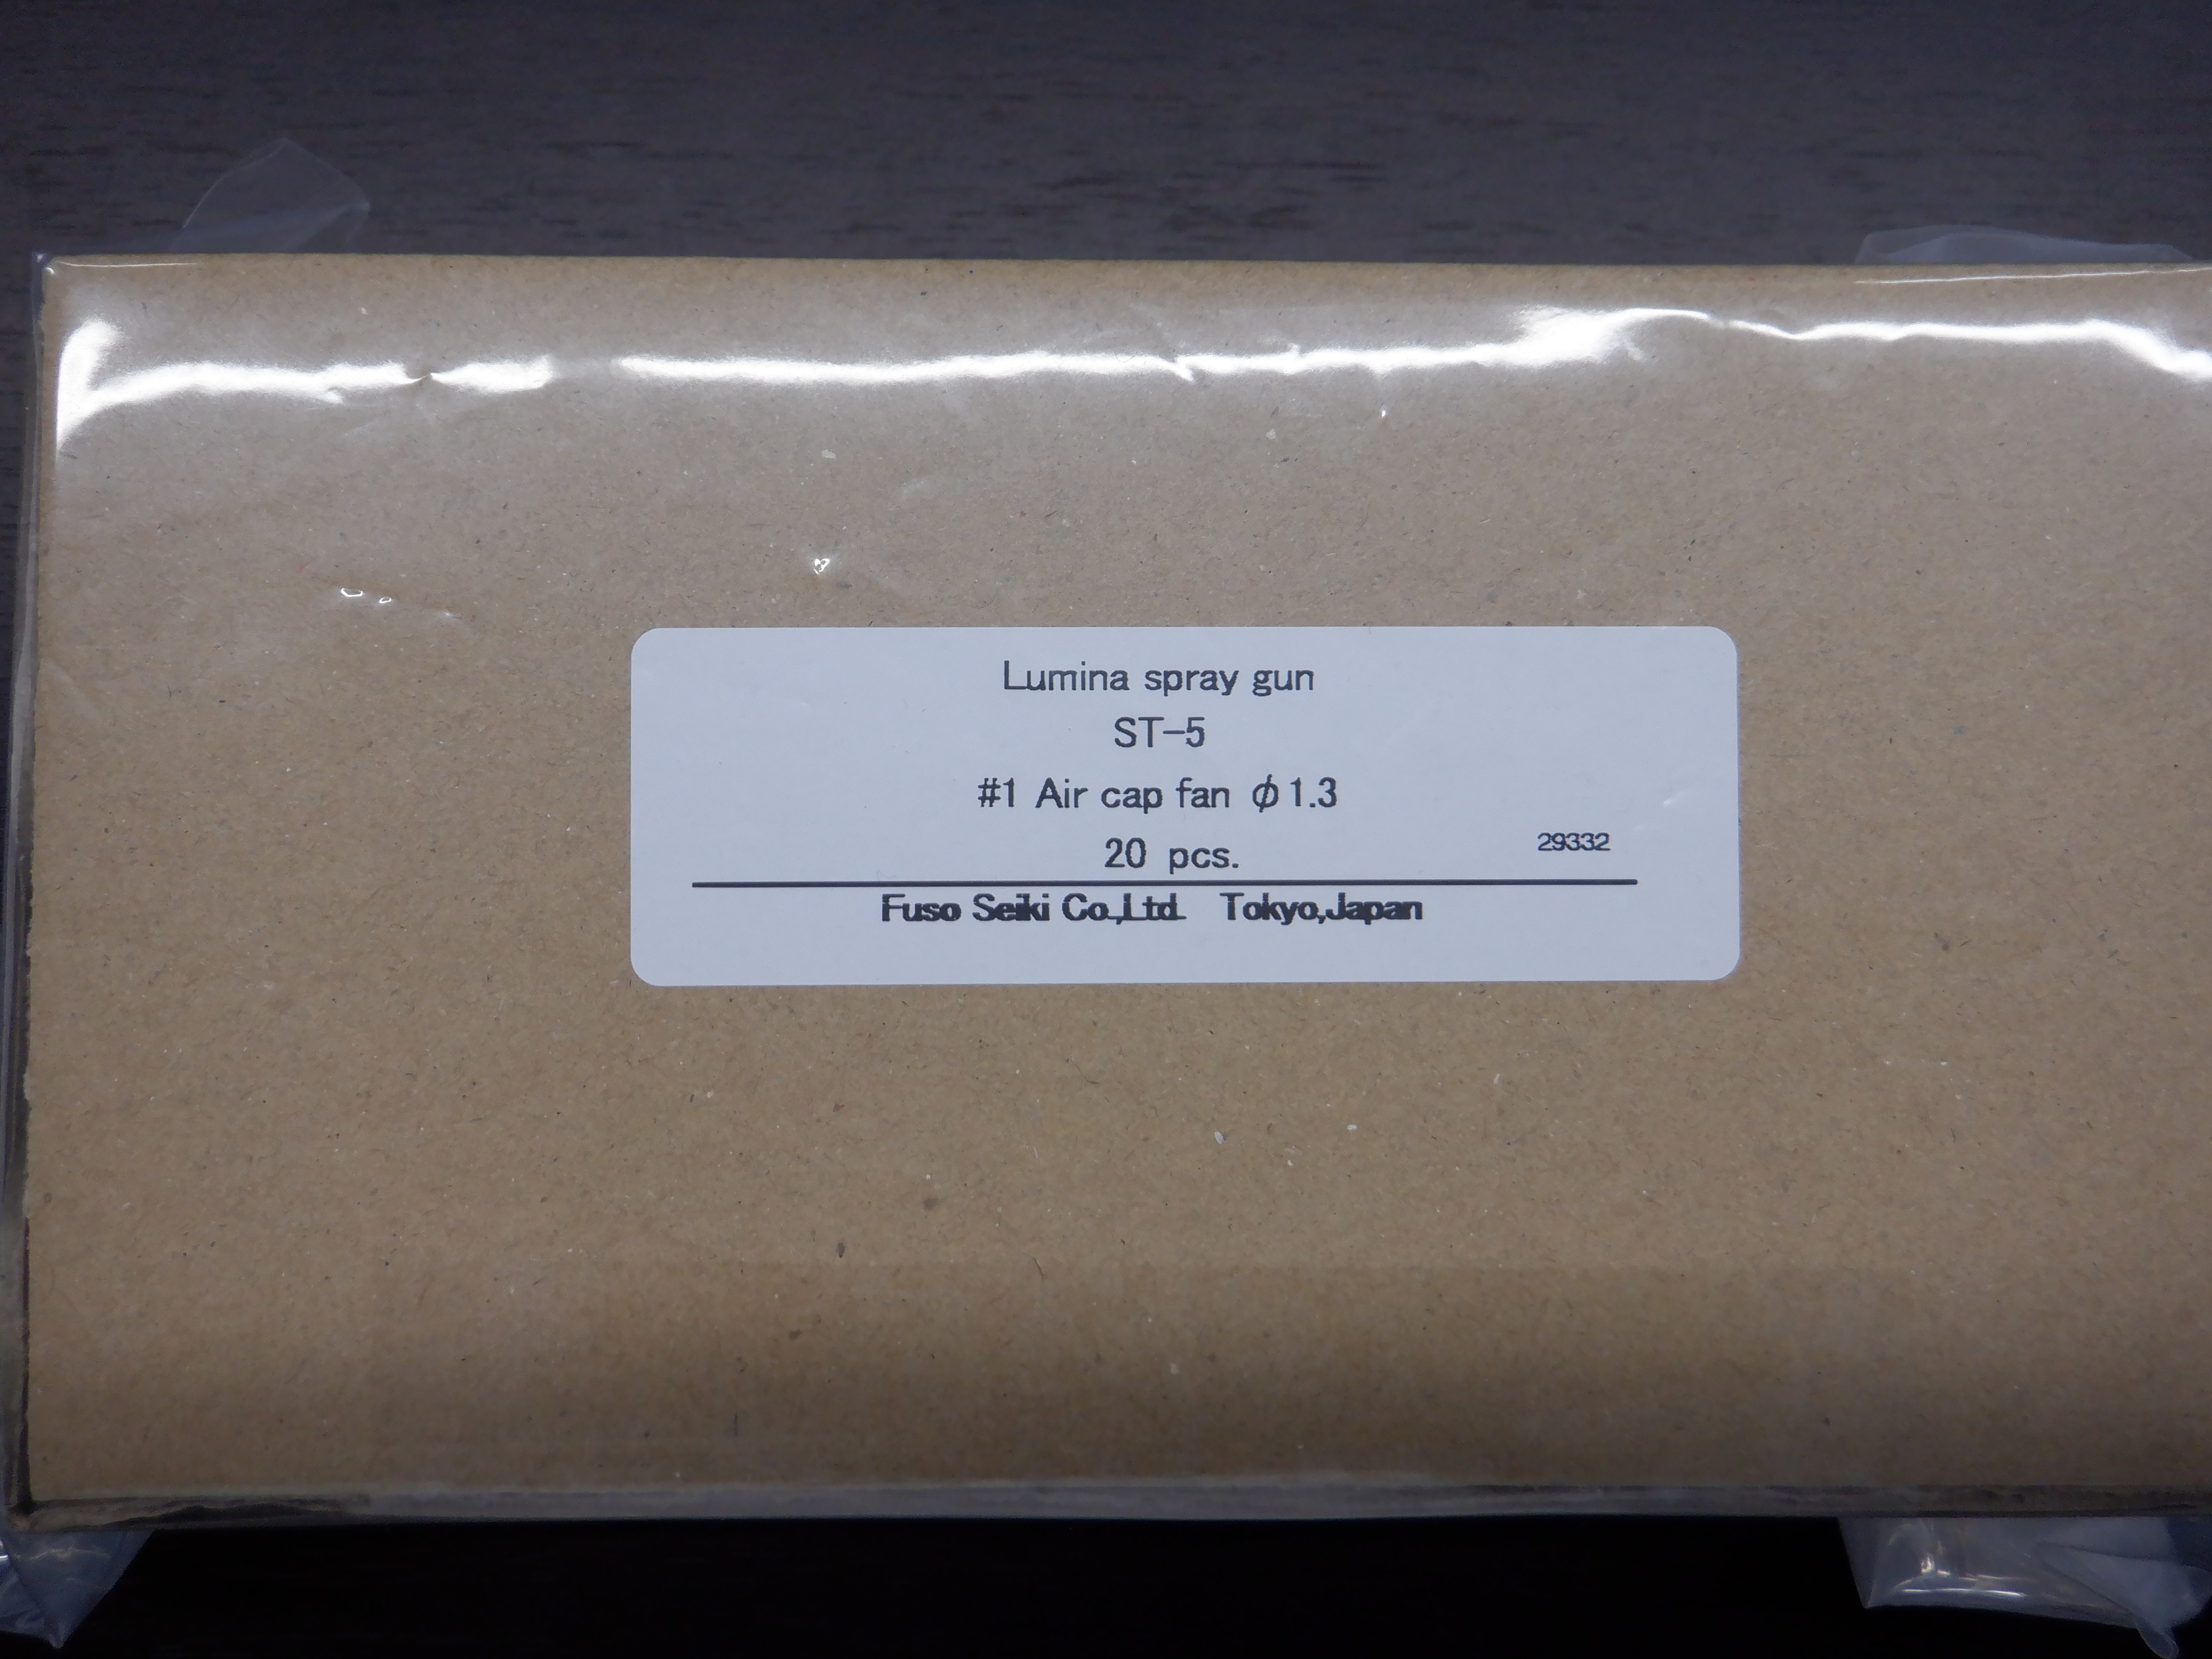 Lumina spray gun
ST-5
#1 Air cap fan φ1.3
20 pcs.
29332
Fuso Seiki Co.,Ltd. Tokyo,Japan